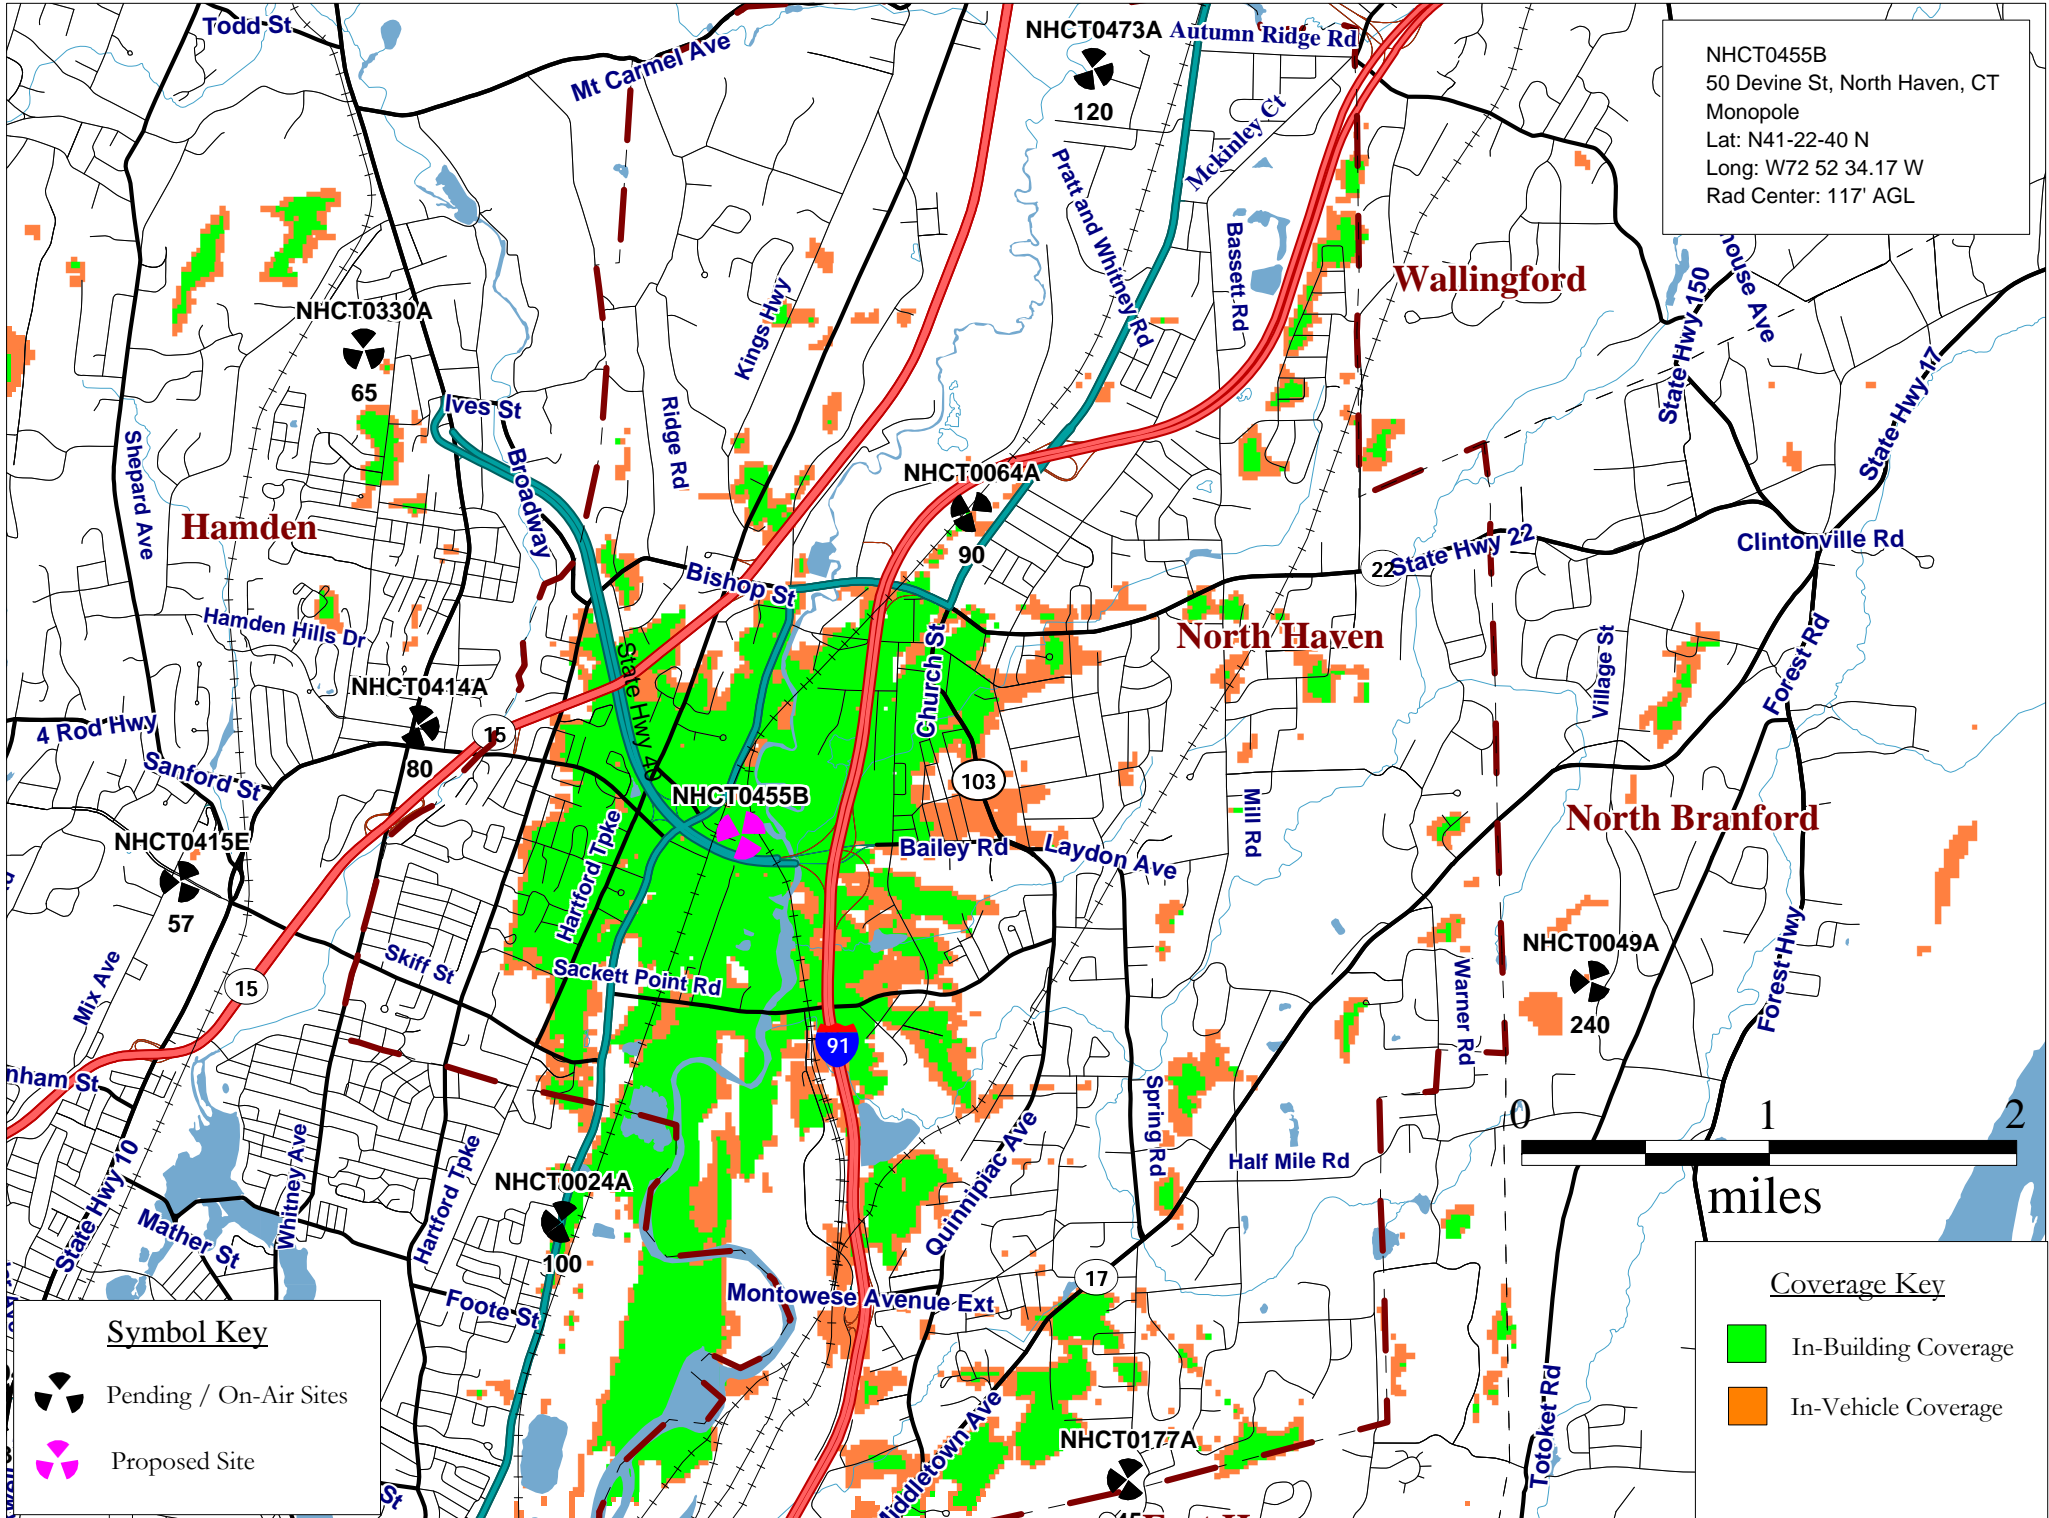 Todd St
Mt Carmel Ave
NHCT0473A
120
Autumn Ridge Rd
Mckinley Ct
NHCT0455B
50 Devine St, North Haven, CT
Monopole
Lat: N41-22-40 N
Long: W72 52 34.17 W
Rad Center: 117' AGL
Pratt and Whitney Rd
Bassett Rd
Wallingford
State Hwy 150
house Ave
State Hwy 17
NHCT0330A
65
Kings Hwy
Ives St
Broadway
Ridge Rd
Shepard Ave
Hamden
NHCT0064A
90
Bishop St
22
State Hwy 22
Clintonville Rd
Hamden Hills Dr
State Hwy 40
Church St
North Haven
Village St
Forest Rd
NHCT0414A
80
15
4 Rod Hwy
Sanford St
103
NHCT0455B
Mill Rd
North Branford
NHCT0415E
57
Hartford Tpke
Bailey Rd
Laydon Ave
Skiff St
Sackett Point Rd
Mix Ave
15
Warner Rd
NHCT0049A
240
Forest Hwy
91
nham St
State Hwy 10
Whitney Ave
Hartford Tpke
Mather St
NHCT0024A
100
Quinnipiac Ave
Spring Rd
Half Mile Rd
0 1 2
miles
17
Foote St
Montowese Avenue Ext
Middletown Ave
NHCT0177A
Totoket Rd
St
Symbol Key
Pending / On-Air Sites
Proposed Site
Coverage Key
In-Building Coverage
In-Vehicle Coverage